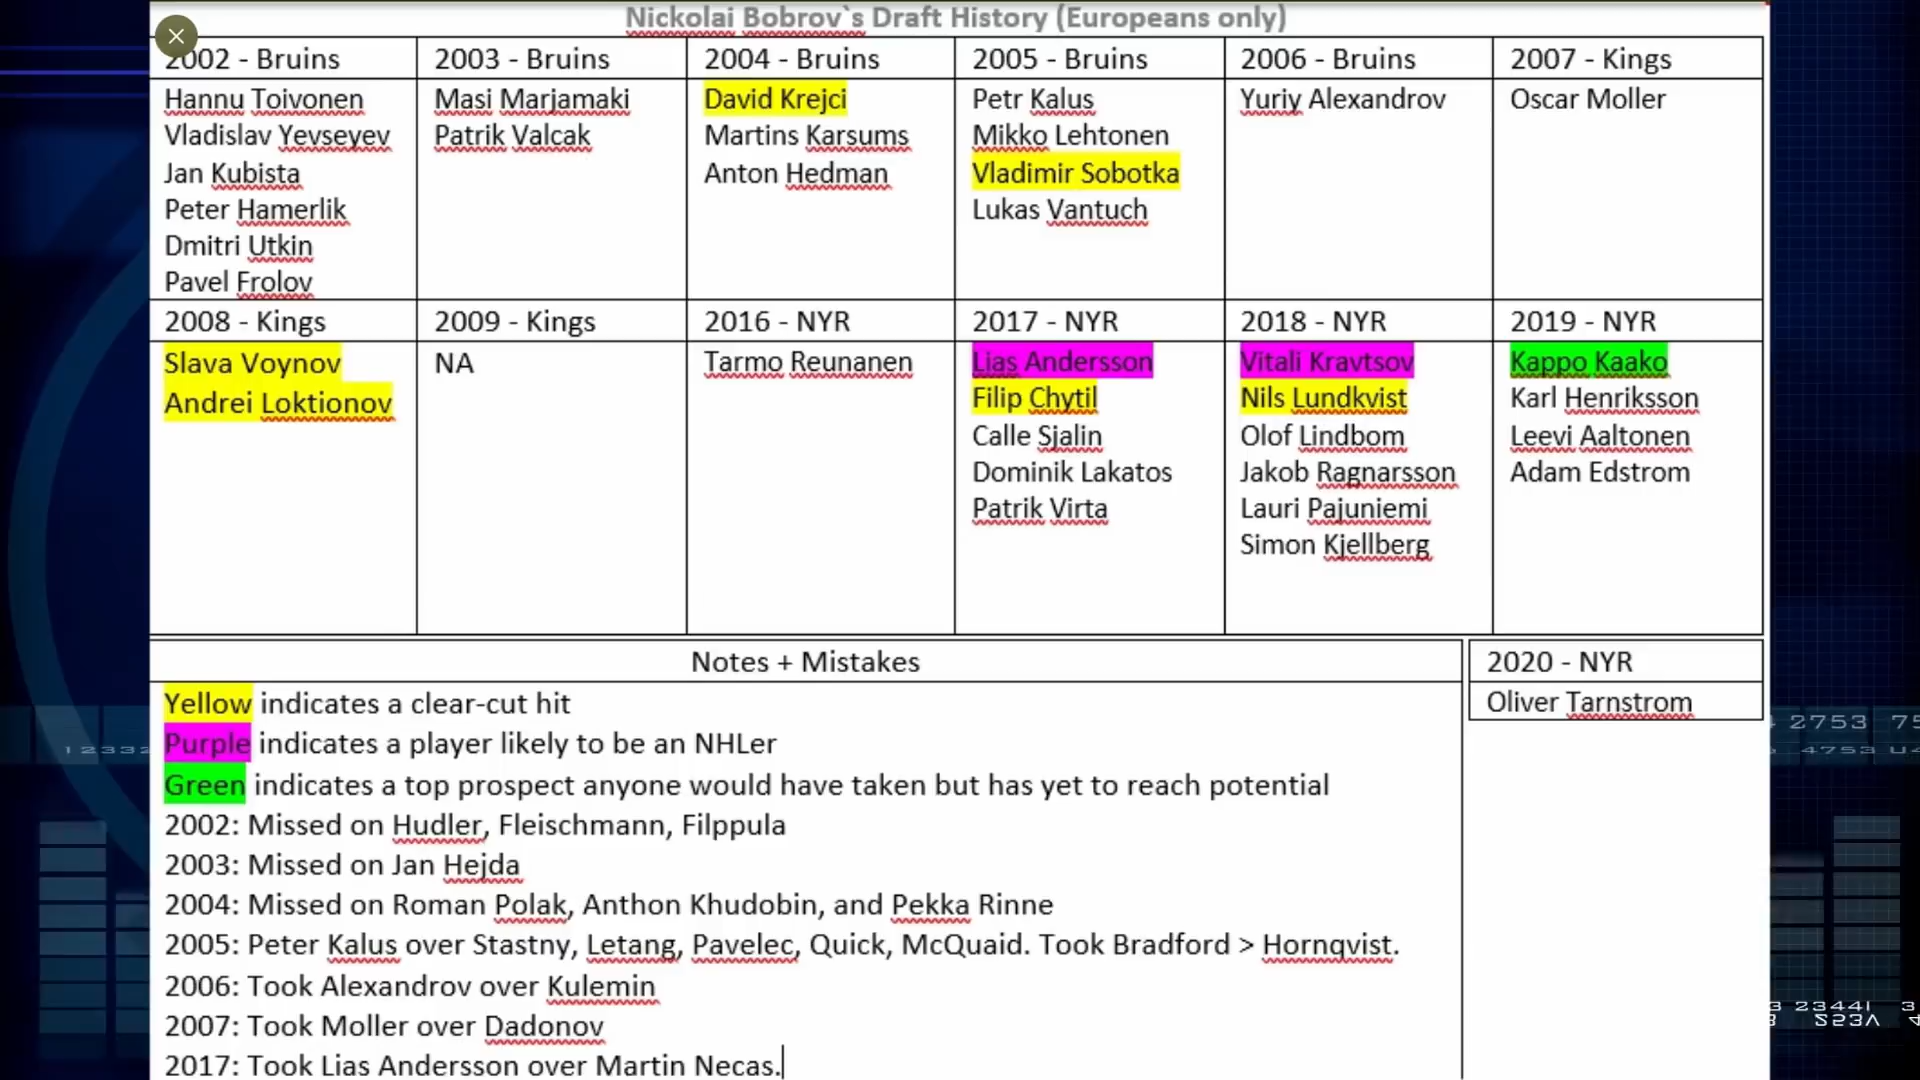 Nickolai Bobrov`s Draft History (Europeans only)
2002 - Bruins
2003 - Bruins
2004 - Bruins
2005 - Bruins
2006 - Bruins
2007 - Kings
Hannu Toivonen
Vladislav Yevseyev
Jan Kubista
Peter Hamerlik
Dmitri Utkin
Pavel Frolov
Masi Marjamaki
Patrik Valcak
David Krejci
Martins Karsums
Anton Hedman
Petr Kalus
Mikko Lehtonen
Vladimir Sobotka
Lukas Vantuch
Yuriy Alexandrov
Oscar Moller
2008 - Kings
2009 - Kings
2016 - NYR
2017 - NYR
2018 - NYR
2019 - NYR
Slava Voynov
Andrei Loktionov
NA
Tarmo Reunanen
Lias Andersson
Filip Chytil
Calle Sjalin
Dominik Lakatos
Patrik Virta
Vitali Kravtsov
Nils Lundkvist
Olof Lindbom
Jakob Ragnarsson
Lauri Pajuniemi
Simon Kjellberg
Kappo Kaako
Karl Henriksson
Leevi Aaltonen
Adam Edstrom
Notes + Mistakes
Yellow indicates a clear-cut hit
Purple indicates a player likely to be an NHLer
Green indicates a top prospect anyone would have taken but has yet to reach potential
2002: Missed on Hudler, Fleischmann, Filppula
2003: Missed on Jan Hejda
2004: Missed on Roman Polak, Anthon Khudobin, and Pekka Rinne
2005: Peter Kalus over Stastny, Letang, Pavelec, Quick, McQuaid. Took Bradford > Hornqvist.
2006: Took Alexandrov over Kulemin
2007: Took Moller over Dadonov
2017: Took Lias Andersson over Martin Necas.
2020 - NYR
Oliver Tarnstrom
12332
2753 75
4753
23441